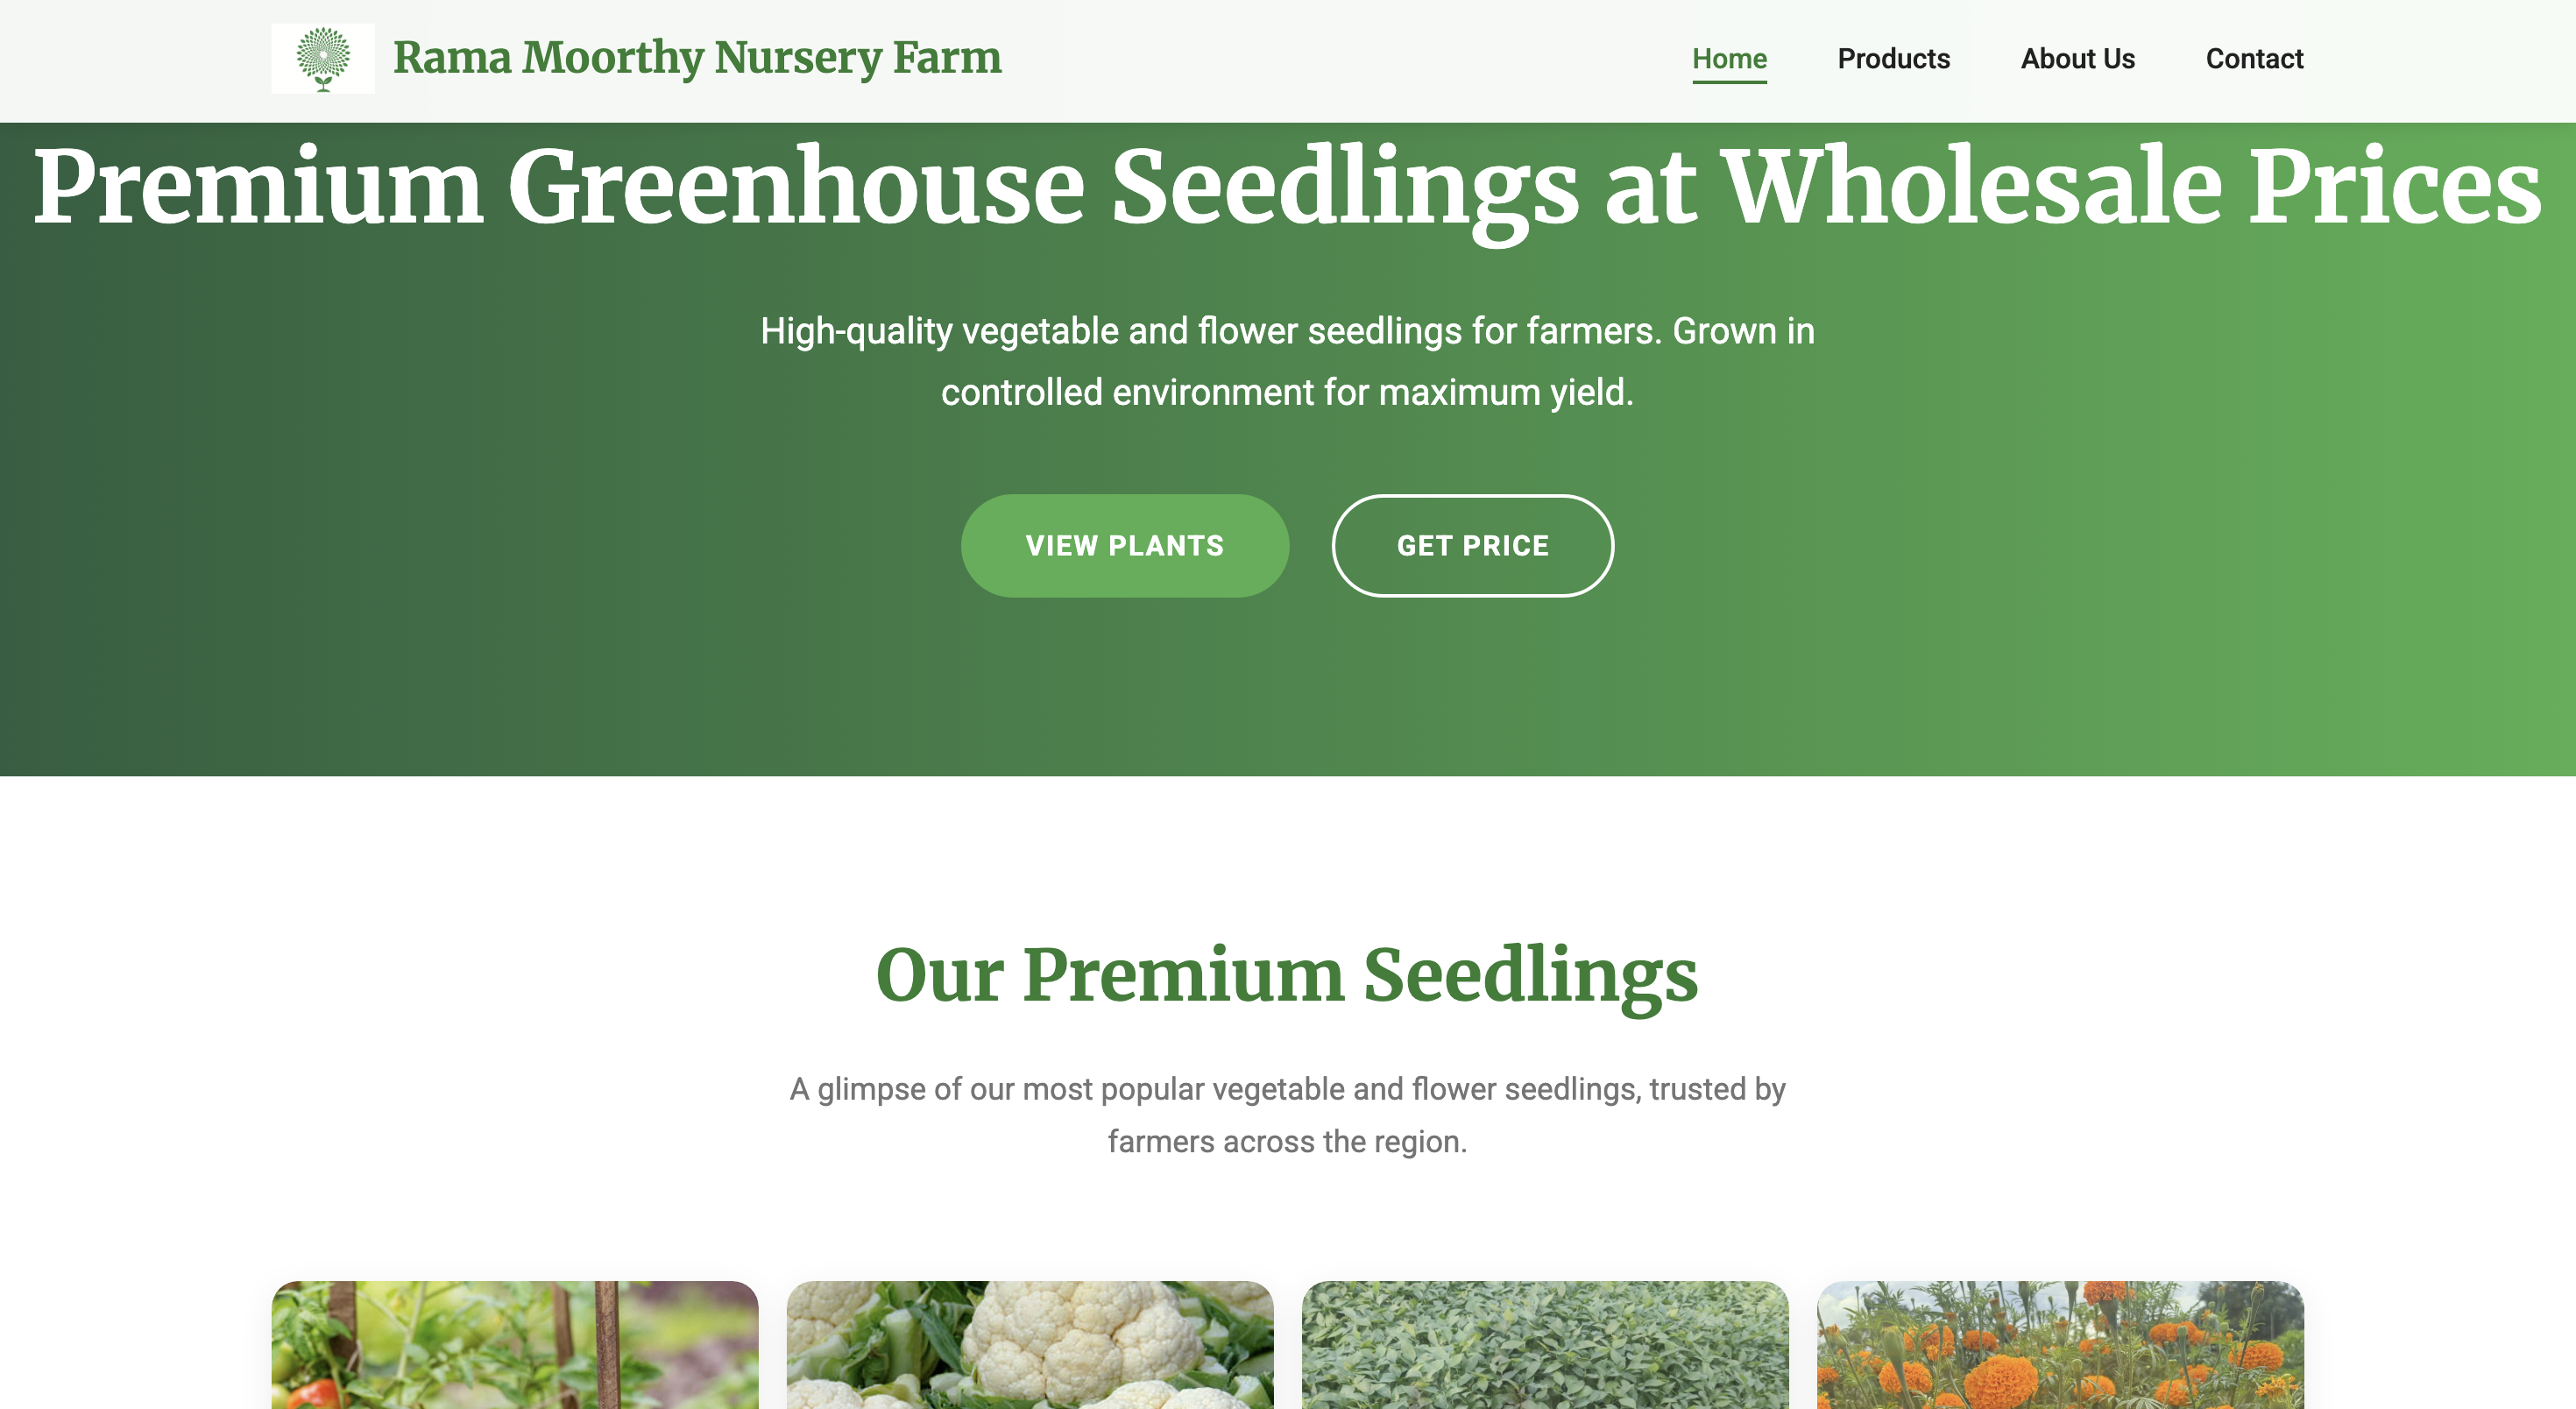 Rama Moorthy Nursery Farm
Home
Products
About Us
Contact
Premium Greenhouse Seedlings at Wholesale Prices
High-quality vegetable and flower seedlings for farmers. Grown in
controlled environment for maximum yield.
VIEW PLANTS
GET PRICE
Our Premium Seedlings
A glimpse of our most popular vegetable and flower seedlings, trusted by
farmers across the region.